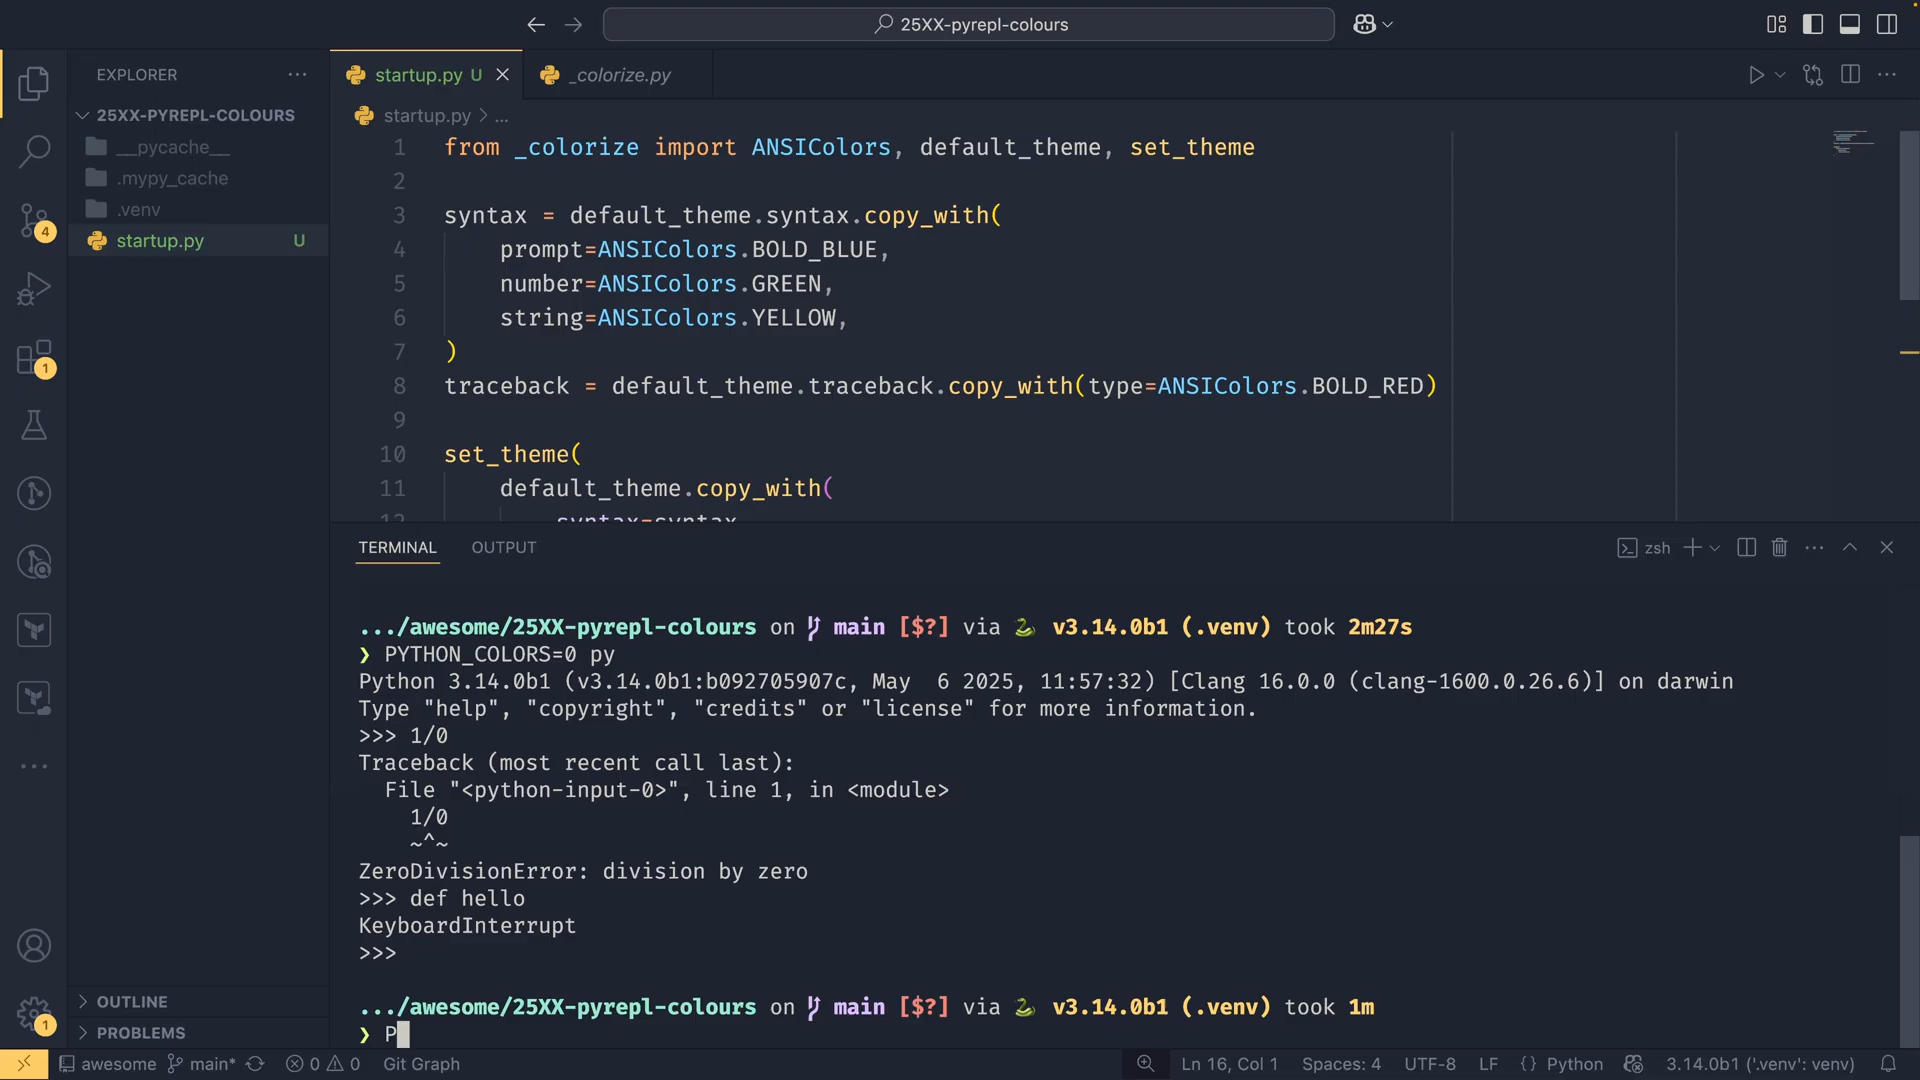 25XX-pyrepl-colours
EXPLORER
startup.py U
_colorize.py
25XX-PYREPL-COLOURS
__pycache__
.mypy_cache
.venv
startup.py U
startup.py > ...
1 from _colorize import ANSIColors, default_theme, set_theme
2
3 syntax = default_theme.syntax.copy_with(
4 prompt=ANSIColors.BOLD_BLUE,
5 number=ANSIColors.GREEN,
6 string=ANSIColors.YELLOW,
7 )
8 traceback = default_theme.traceback.copy_with(type=ANSIColors.BOLD_RED)
9
10 set_theme(
11 default_theme.copy_with(
12 syntax=syntax
4
1
TERMINAL OUTPUT
zsh
.../awesome/25XX-pyrepl-colours on main [$?] via v3.14.0b1 (.venv) took 2m27s
❯ PYTHON_COLORS=0 py
Python 3.14.0b1 (v3.14.0b1:b092705907c, May  6 2025, 11:57:32) [Clang 16.0.0 (clang-1600.0.26.6)] on darwin
Type "help", "copyright", "credits" or "license" for more information.
>>> 1/0
Traceback (most recent call last):
File "<python-input-0>", line 1, in <module>
1/0
~^~
ZeroDivisionError: division by zero
>>> def hello
KeyboardInterrupt
>>>
.../awesome/25XX-pyrepl-colours on main [$?] via v3.14.0b1 (.venv) took 1m
❯ P
OUTLINE
PROBLEMS
1
awesome main* 0 0 Git Graph
Ln 16, Col 1 Spaces: 4 UTF-8 LF {} Python 3.14.0b1 ('.venv': venv)